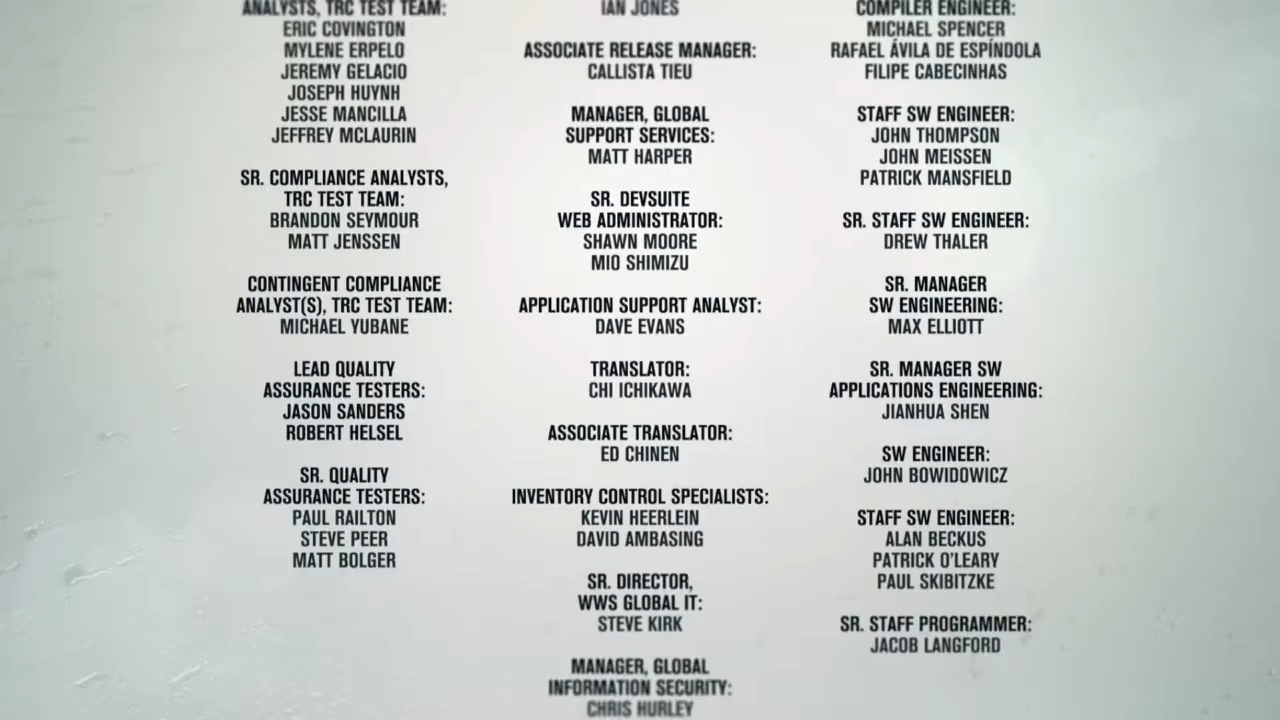 ANALYSTS, TRC TEST TEAM:
ERIC COVINGTON
MYLENE ERPELO
JEREMY GELACIO
JOSEPH HUYNH
JESSE MANCILLA
JEFFREY MCLAURIN
SR. COMPLIANCE ANALYSTS,
TRC TEST TEAM:
BRANDON SEYMOUR
MATT JENSSEN
CONTINGENT COMPLIANCE
ANALYST(S), TRC TEST TEAM:
MICHAEL YUBANE
LEAD QUALITY
ASSURANCE TESTERS:
JASON SANDERS
ROBERT HELSEL
SR. QUALITY
ASSURANCE TESTERS:
PAUL RAILTON
STEVE PEER
MATT BOLGER
IAN JONES
ASSOCIATE RELEASE MANAGER:
CALLISTA TIEU
MANAGER, GLOBAL
SUPPORT SERVICES:
MATT HARPER
SR. DEVSUITE
WEB ADMINISTRATOR:
SHAWN MOORE
MIO SHIMIZU
APPLICATION SUPPORT ANALYST:
DAVE EVANS
TRANSLATOR:
CHI ICHIKAWA
ASSOCIATE TRANSLATOR:
ED CHINEN
INVENTORY CONTROL SPECIALISTS:
KEVIN HEERLEIN
DAVID AMBASING
SR. DIRECTOR,
WWS GLOBAL IT:
STEVE KIRK
MANAGER, GLOBAL
INFORMATION SECURITY:
CHRIS HURLEY
COMPILER ENGINEER:
MICHAEL SPENCER
RAFAEL ÁVILA DE ESPÍNDOLA
FILIPE CABECINHAS
STAFF SW ENGINEER:
JOHN THOMPSON
JOHN MEISSEN
PATRICK MANSFIELD
SR. STAFF SW ENGINEER:
DREW THALER
SR. MANAGER
SW ENGINEERING:
MAX ELLIOTT
SR. MANAGER SW
APPLICATIONS ENGINEERING:
JIANHUA SHEN
SW ENGINEER:
JOHN BOWIDOWICZ
STAFF SW ENGINEER:
ALAN BECKUS
PATRICK O'LEARY
PAUL SKIBITZKE
SR. STAFF PROGRAMMER:
JACOB LANGFORD